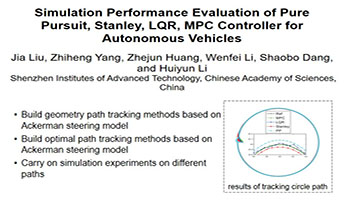 Simulation Performance Evaluation of Pure
Pursuit, Stanley, LQR, MPC Controller for
Autonomous Vehicles
Jia Liu, Zhiheng Yang, Zhejun Huang, Wenfei Li, Shaobo Dang,
and Huiyun Li
Shenzhen Institutes of Advanced Technology, Chinese Academy of Sciences,
China
• Build geometry path tracking methods based on
Ackerman steering model
• Build optimal path tracking methods based on
Ackerman steering model
• Carry on simulation experiments on different
paths
MPC
LQR
Stanley
results of tracking circle path